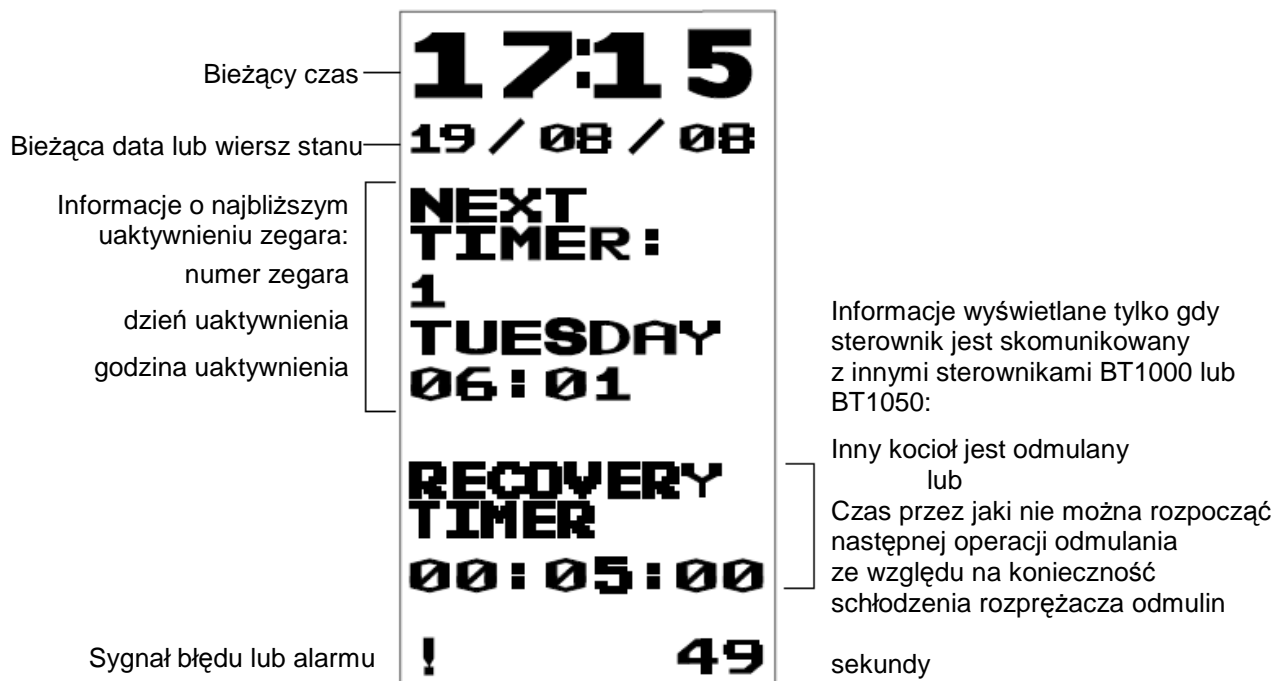 Bieżący czas
17:15
Bieżąca data lub wiersz stanu
19/08/08
Informacje o najbliższym
uaktywnieniu zegara:
numer zegara
dzień uaktywnienia
godzina uaktywnienia
NEXT
TIMER:
1
TUESDAY
06:01
RECOVERY
TIMER
00:05:00
Informacje wyświetlane tylko gdy
sterownik jest skomunikowany
z innymi sterownikami BT1000 lub
BT1050:
Inny kocioł jest odmulany
lub
Czas przez jaki nie można rozpocząć
następnej operacji odmulania
ze względu na konieczność
schłodzenia rozprężacza odmulin
Sygnał błędu lub alarmu
! 49
sekundy